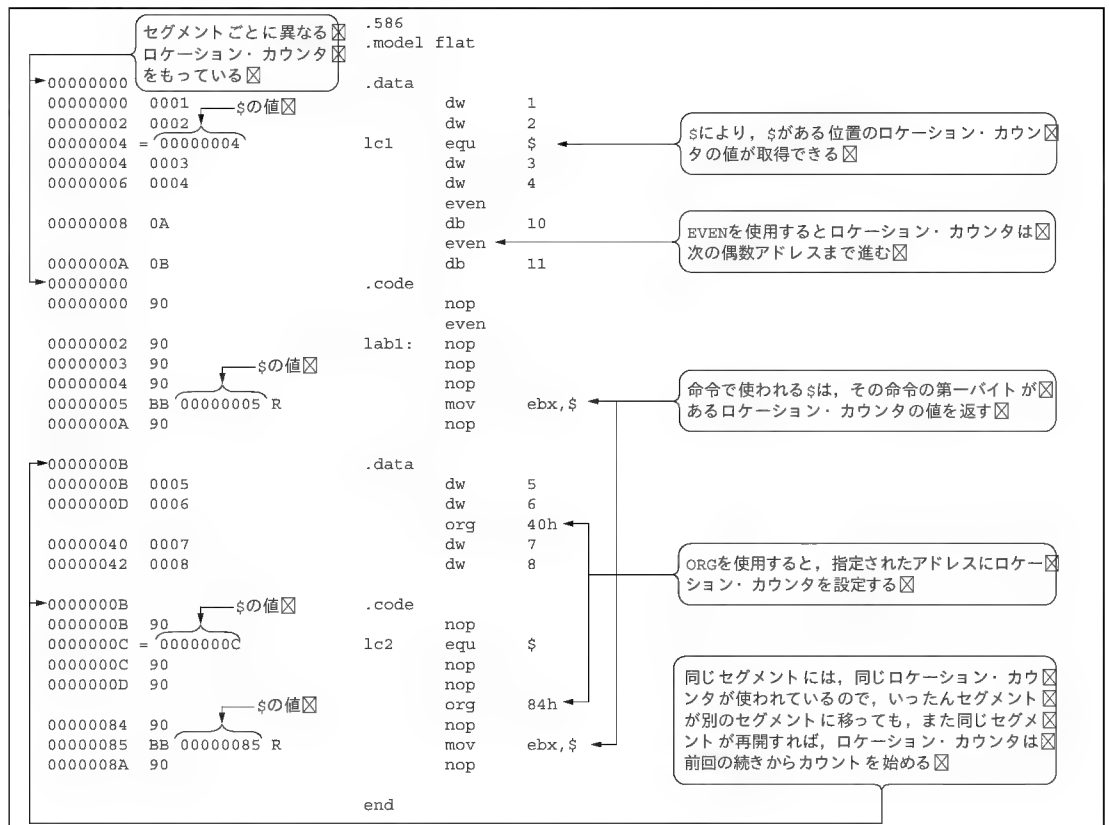 セグメントごとに異なる
ロケーション・カウンタ
をもっている
.586
.model flat
00000000 .data
00000000 0001 dw 1
$の値
00000002 0002 dw 2
00000004 = 00000004 lc1 equ $
$により，$がある位置のロケーション・カウン
タの値が取得できる
00000004 0003 dw 3
00000006 0004 dw 4
even
00000008 0A db 10
even
EVENを使用するとロケーション・カウンタは
次の偶数アドレスまで進む
0000000A 0B db 11
00000000 .code
00000000 90 nop
even
00000002 90 lab1: nop
00000003 90 nop
$の値
00000004 90 nop
00000005 BB 00000005 R mov ebx,$
命令で使われる$は，その命令の第一バイトが
あるロケーション・カウンタの値を返す
0000000A 90 nop
0000000B .data
0000000B 0005 dw 5
0000000D 0006 dw 6
org 40h
00000040 0007 dw 7
00000042 0008 dw 8
ORGを使用すると，指定されたアドレスにロケー
ション・カウンタを設定する
0000000B .code
$の値
0000000B 90 nop
0000000C = 0000000C lc2 equ $
0000000C 90 nop
0000000D 90 nop
org 84h
$の値
00000084 90 nop
00000085 BB 00000085 R mov ebx,$
0000008A 90 nop
同じセグメントには，同じロケーション・カウ
ンタが使われているので，いったんセグメント
が別のセグメントに移っても，また同じセグメ
ントが再開すれば，ロケーション・カウンタは
前回の続きからカウントを始める
end